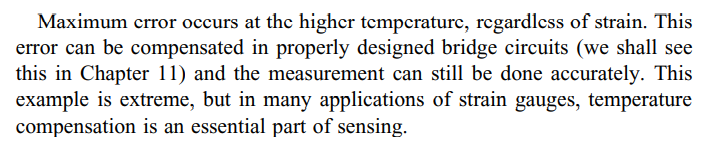 Maximum error occurs at the higher temperature, regardless of strain. This
error can be compensated in properly designed bridge circuits (we shall see
this in Chapter 11) and the measurement can still be done accurately. This
example is extreme, but in many applications of strain gauges, temperature
compensation is an essential part of sensing.